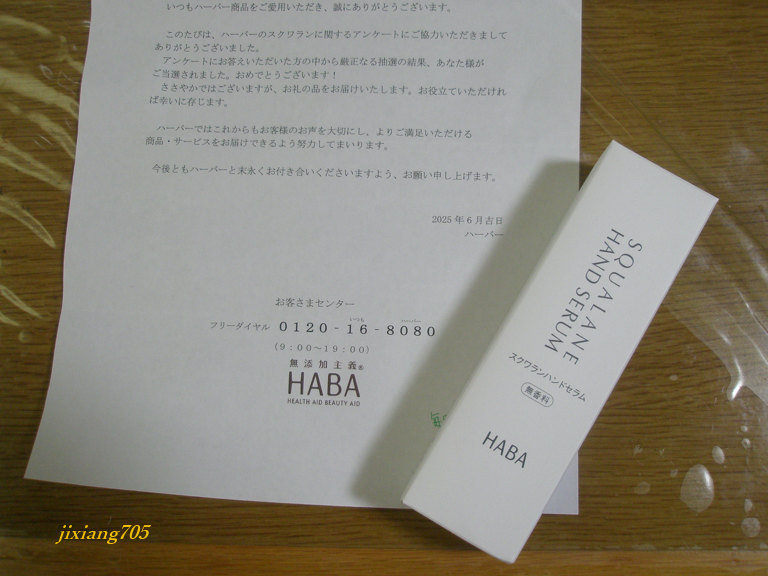 いつもハーバー商品をご愛用いただき、誠にありがとうございます。
このたびは、ハーバーのスクワランに関するアンケートにご協力いただきまして
ありがとうございました。
アンケートにお答えいただいた方の中から厳正なる抽選の結果、あなた様が
ご当選されました。おめでとうございます!
ささやかではございますが、お礼の品をお届けいたします。お役立ていただけれ
ば幸いに存じます。
ハーバーではこれからもお客様のお声を大切にし、よりご満足いただける
商品・サービスをお届けできるよう努力してまいります。
今後ともハーバーと末永くお付き合いくださいますよう、お願い申し上げます。
2025年6月吉日
ハーバー
お客さまセンター
いつも ハーバー
フリーダイヤル 0120-16-8080
(9:00~19:00)
無添加主義®
HABA
HEALTH AID BEAUTY AID
SQUALANE
HAND SERUM
スクワランハンドセラム
無香料
HABA
jixiang705